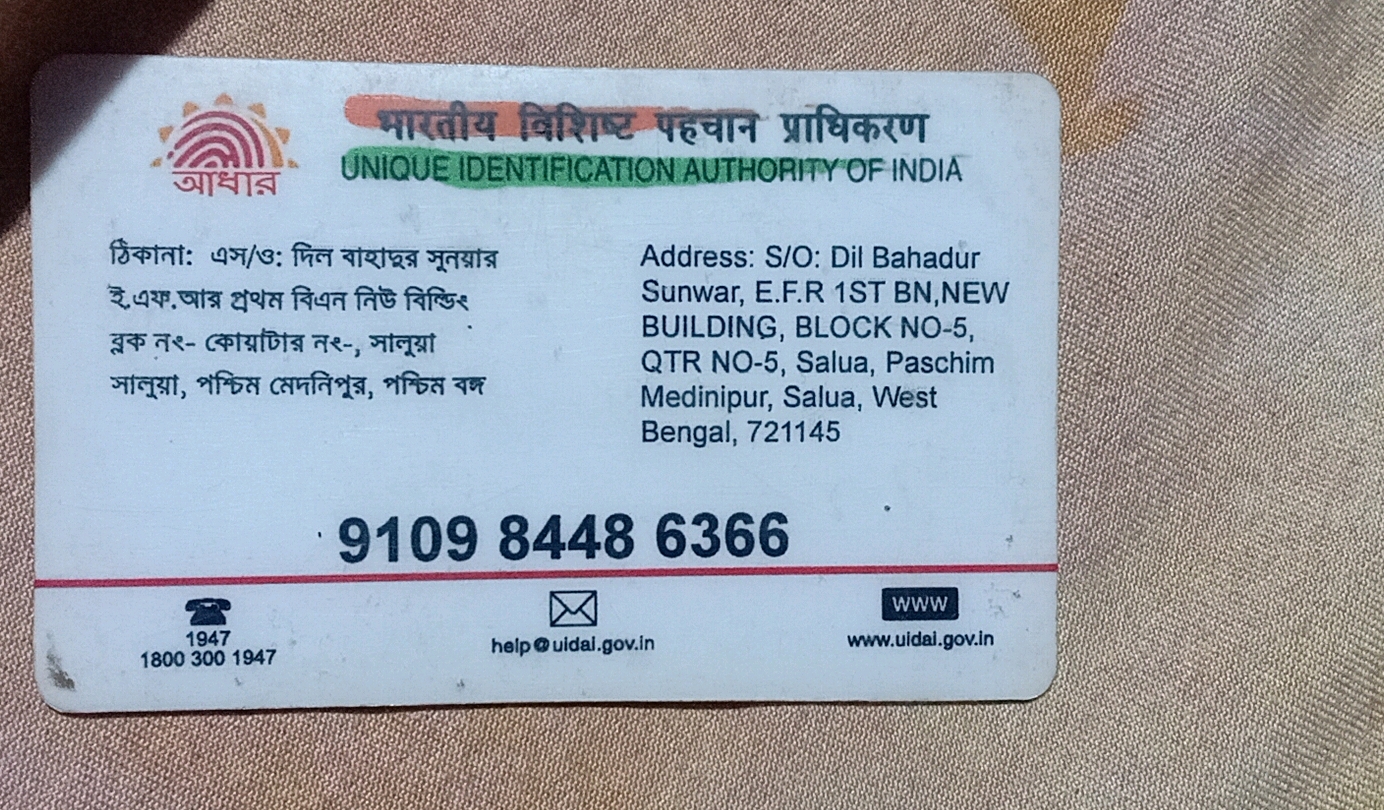 आधार
भारतीय विशिष्ट पहचान प्राधिकरण
UNIQUE IDENTIFICATION AUTHORITY OF INDIA
ঠিকানা: এস/ও: দিল বাহাদুর সুনয়ার
ই.এফ.আর প্রথম বিএন নিউ বিল্ডিং
ব্লক নং- কোয়ার্টার নং-, সালুয়া
সালুয়া, পশ্চিম মেদনিপুর, পশ্চিম বঙ্গ
Address: S/O: Dil Bahadur
Sunwar, E.F.R 1ST BN,NEW
BUILDING, BLOCK NO-5,
QTR NO-5, Salua, Paschim
Medinipur, Salua, West
Bengal, 721145
9109 8448 6366
1947
1800 300 1947
help@uidai.gov.in
www
www.uidai.gov.in